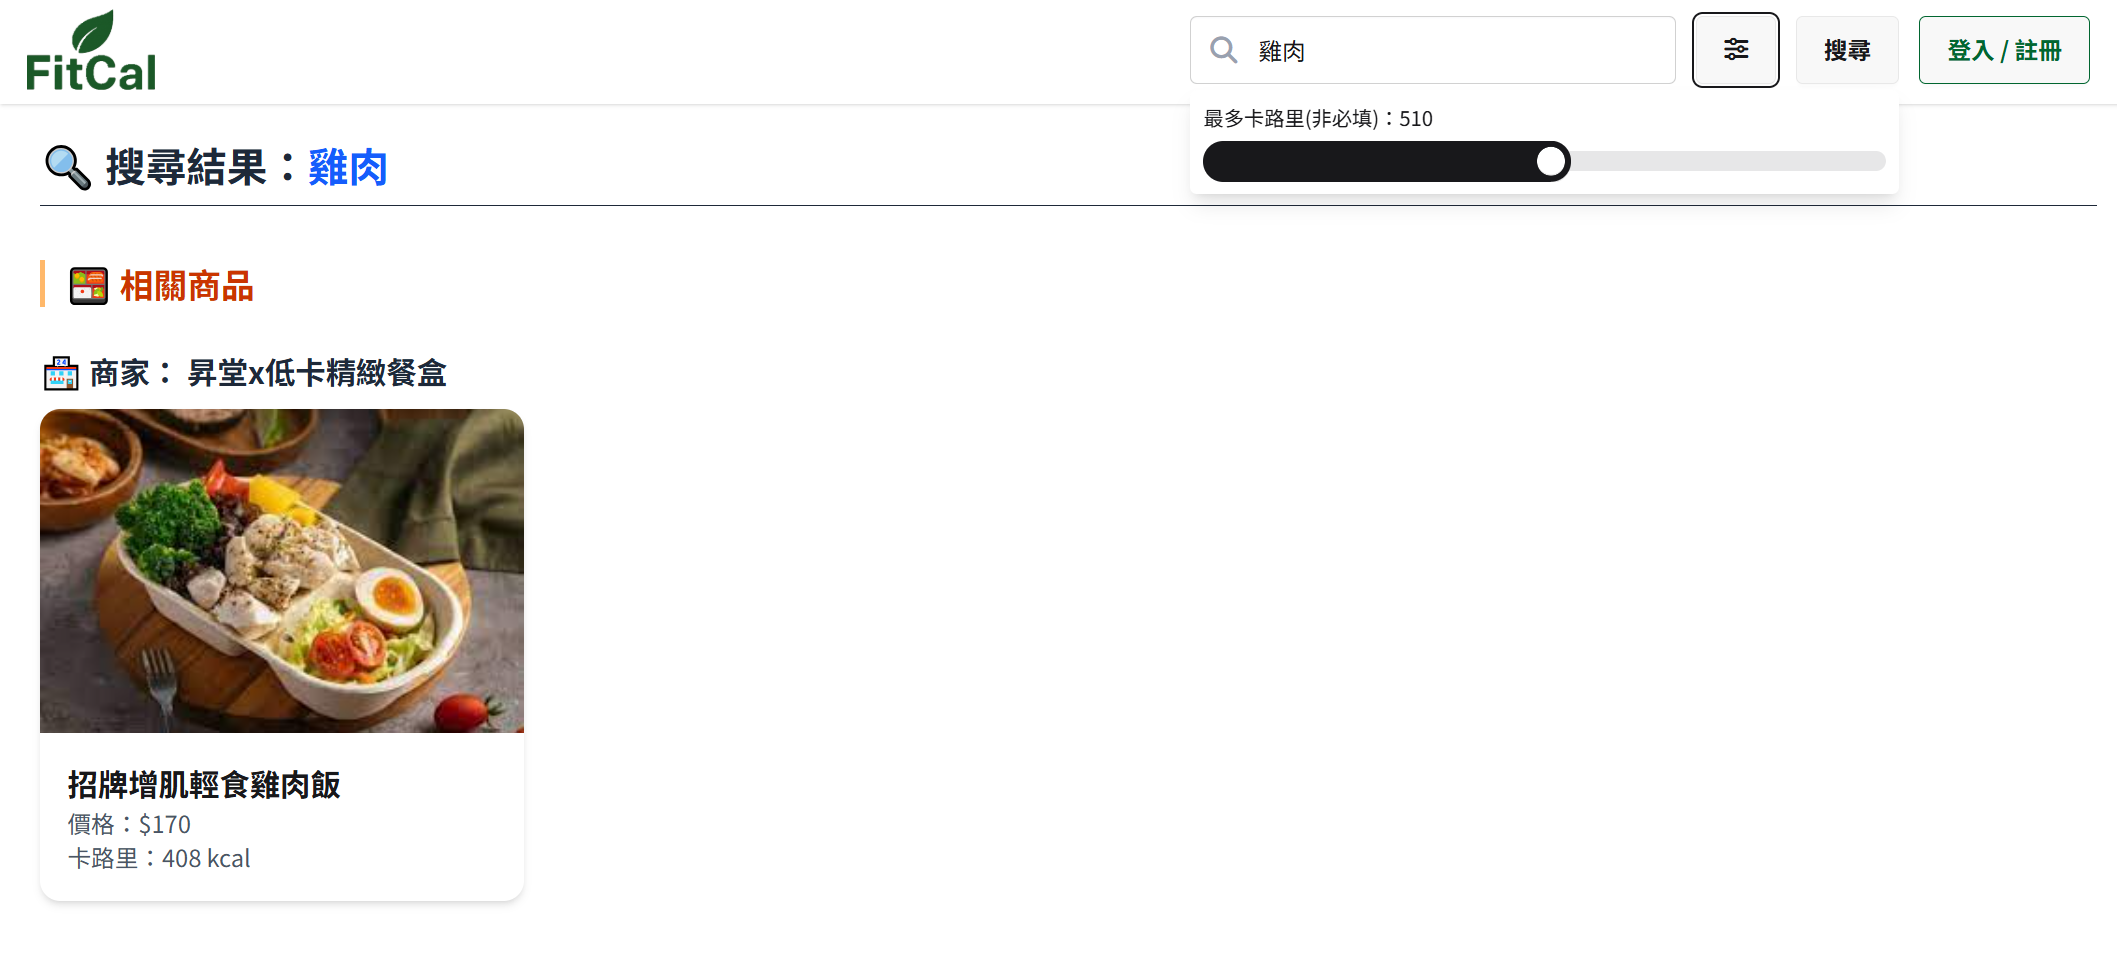 FitCal
雞肉
搜尋
登入 / 註冊
最多卡路里(非必填)：510
搜尋結果：雞肉
相關商品
商家： 昇堂x低卡精緻餐盒
招牌增肌輕食雞肉飯
價格：$170
卡路里：408 kcal